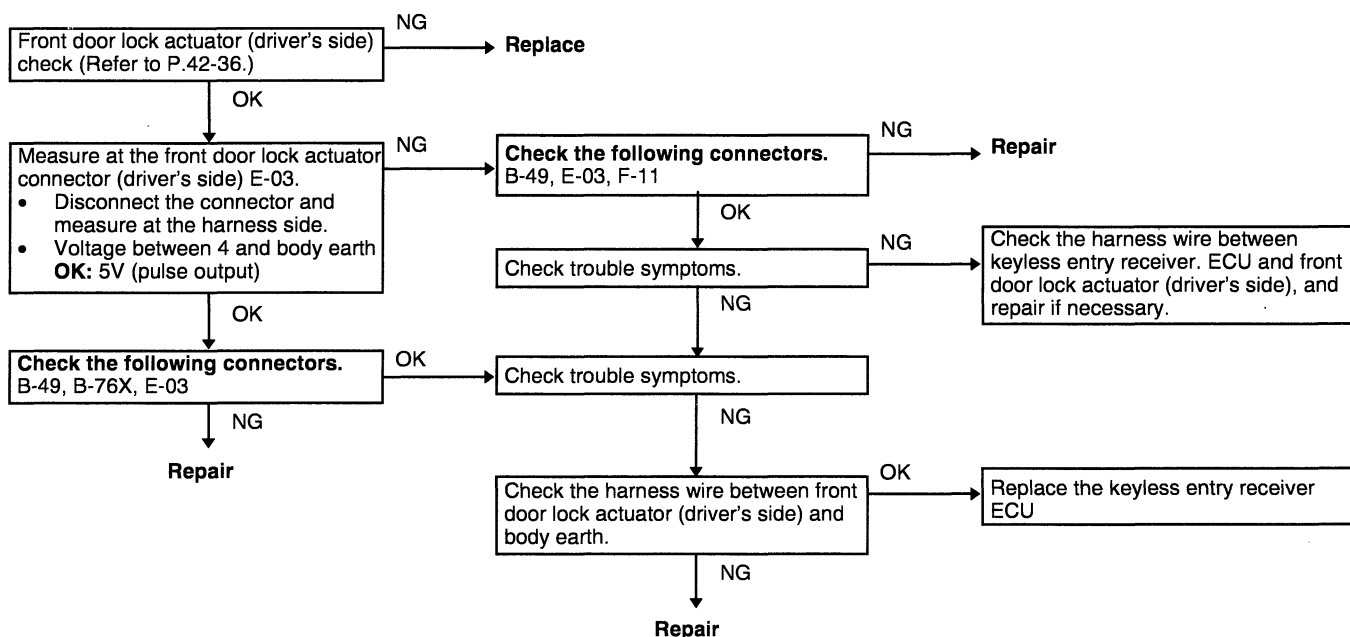 NG
Front door lock actuator (driver's side)
check (Refer to P.42-36.)
Replace
OK
Measure at the front door lock actuator
connector (driver's side) E-03.
• Disconnect the connector and
measure at the harness side.
• Voltage between 4 and body earth
OK: 5V (pulse output)
NG
Check the following connectors.
B-49, E-03, F-11
NG
Repair
OK
Check trouble symptoms.
NG
Check the harness wire between
keyless entry receiver. ECU and front
door lock actuator (driver's side), and
repair if necessary.
NG
OK
Check the following connectors.
B-49, B-76X, E-03
OK
Check trouble symptoms.
NG
Repair
NG
Check the harness wire between front
door lock actuator (driver's side) and
body earth.
OK
Replace the keyless entry receiver
ECU
NG
Repair